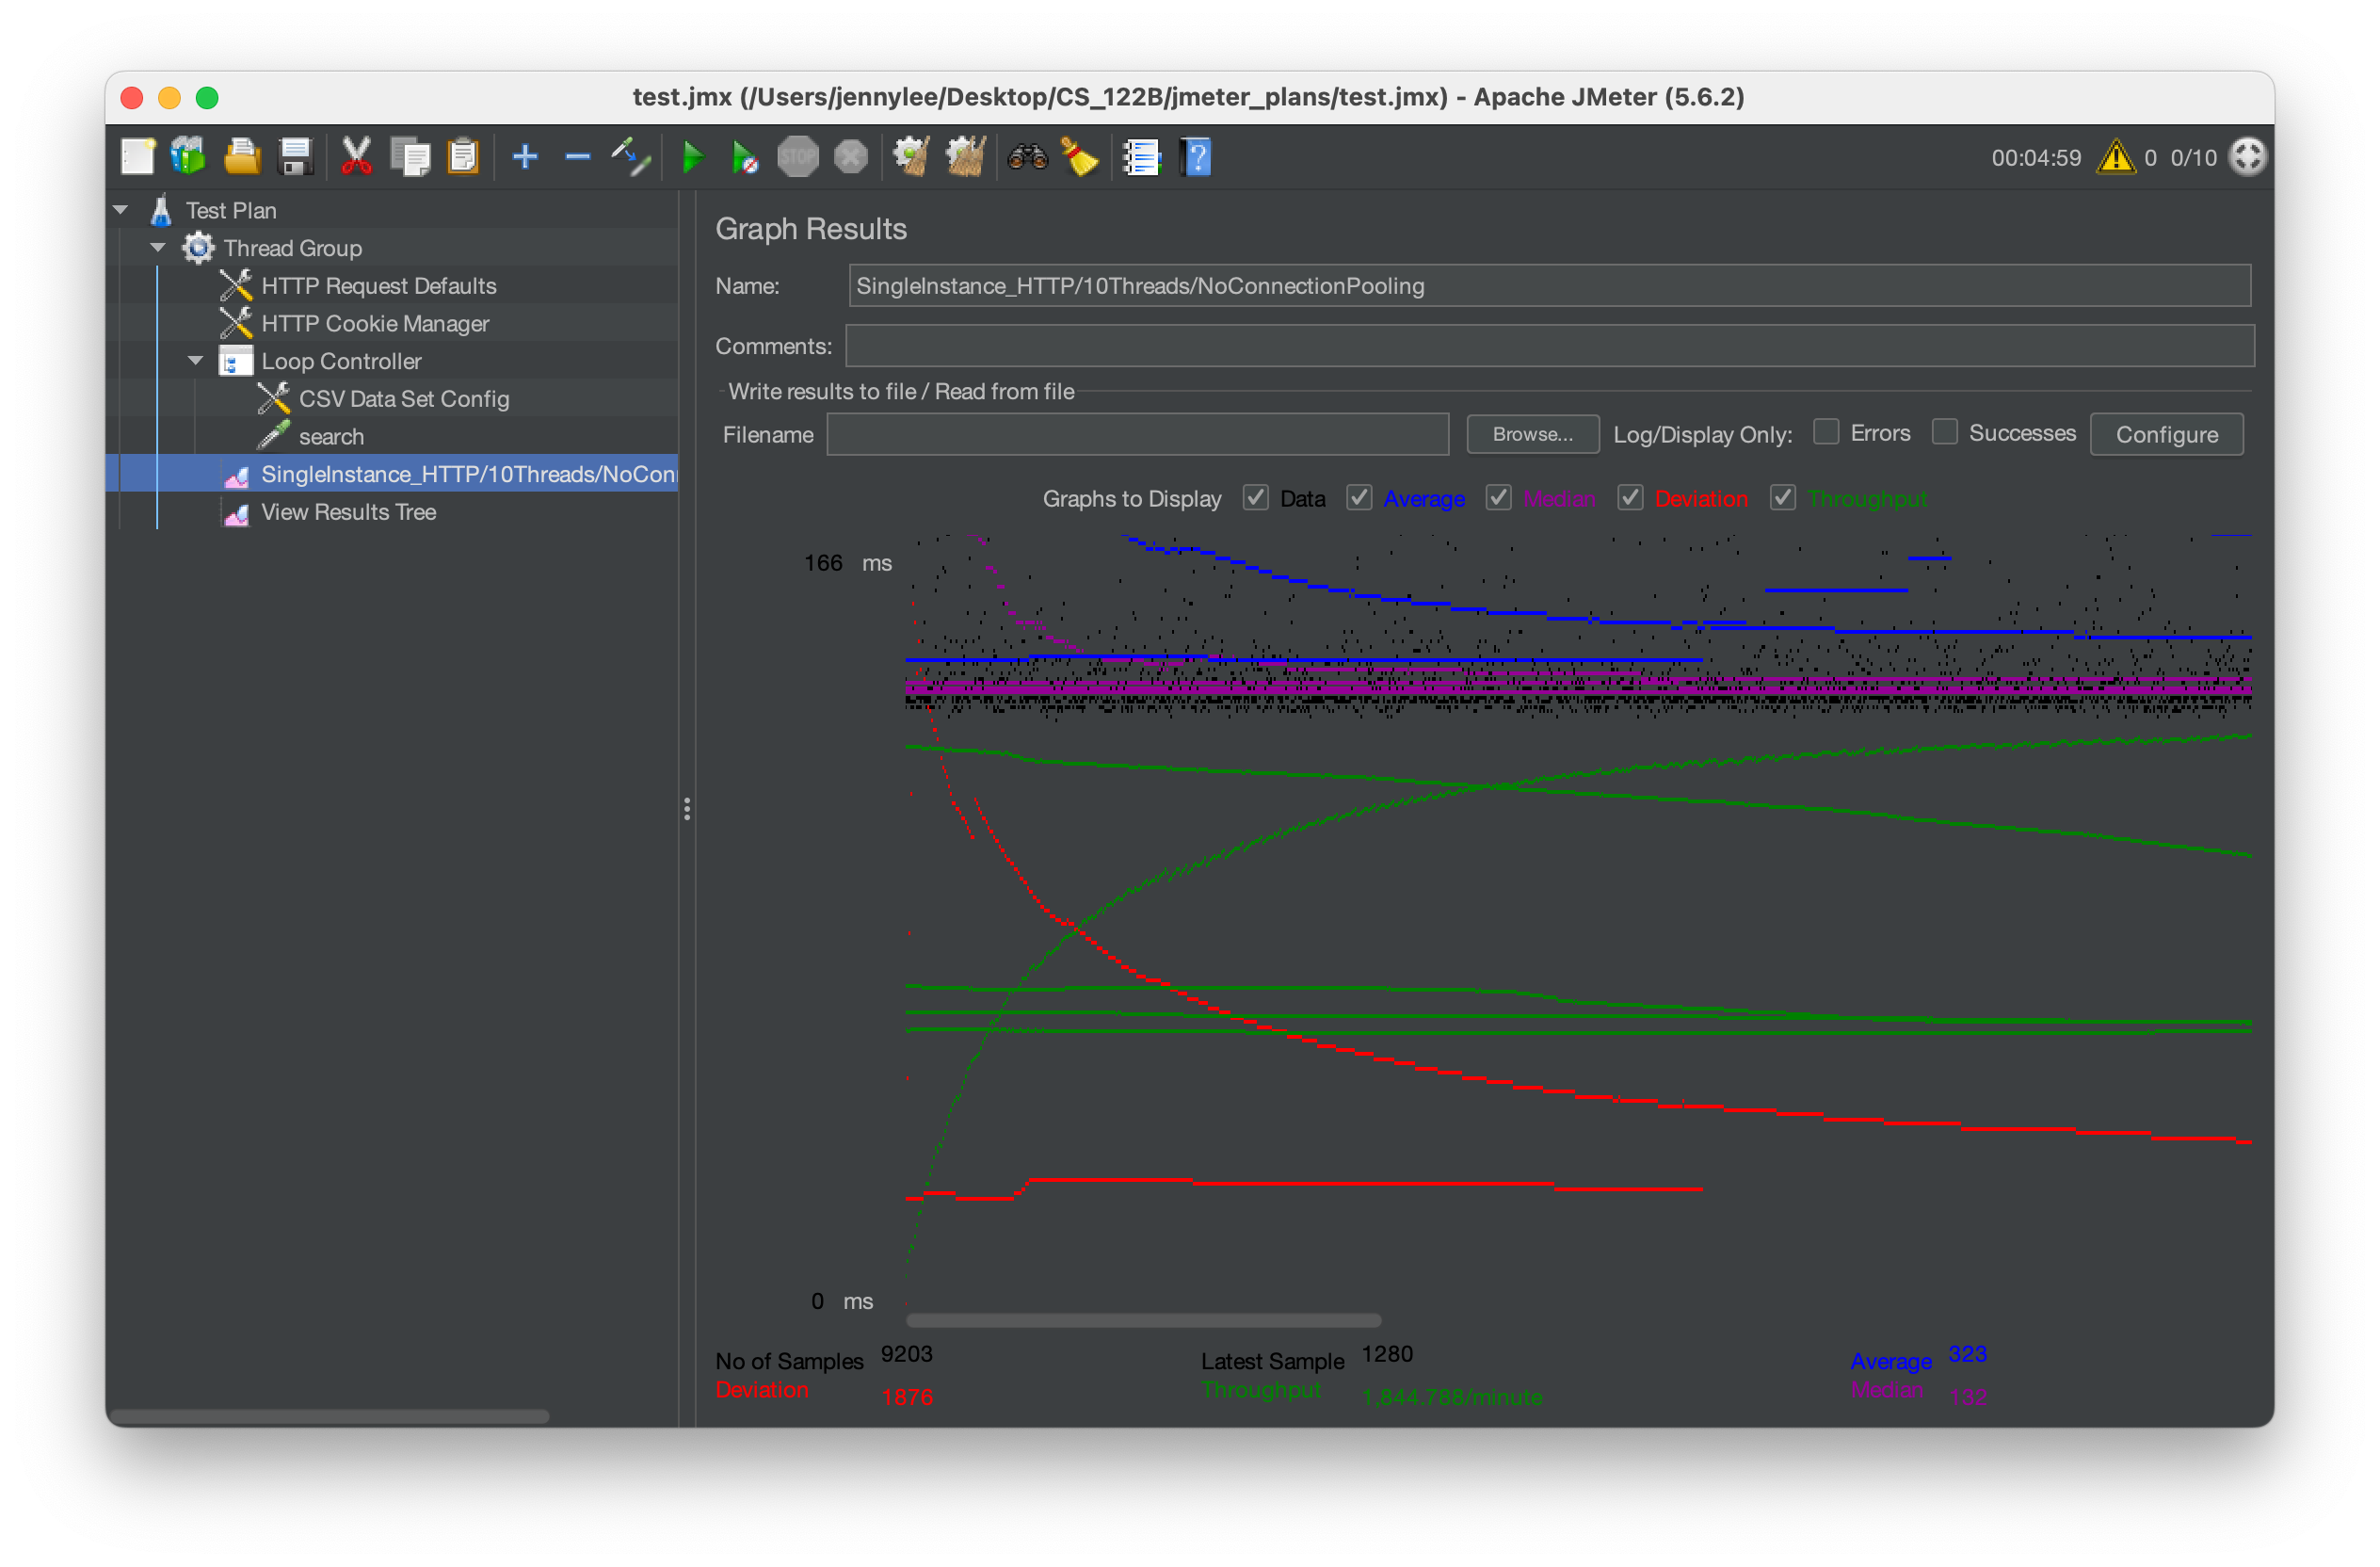 test.jmx (/Users/jennylee/Desktop/CS_122B/jmeter_plans/test.jmx) - Apache JMeter (5.6.2)
STOP
?
00:04:59 0 0/10
Test Plan
Thread Group
HTTP Request Defaults
HTTP Cookie Manager
Loop Controller
CSV Data Set Config
search
SingleInstance_HTTP/10Threads/NoConn
View Results Tree
Graph Results
Name: SingleInstance_HTTP/10Threads/NoConnectionPooling
Comments:
Write results to file / Read from file
Filename Browse... Log/Display Only: Errors Successes Configure
Graphs to Display Data Average Median Deviation Throughput
166 ms
0 ms
No of Samples 9203 Latest Sample 1280 Average 323
Deviation 1876 Throughput 1,844.788/minute Median 132